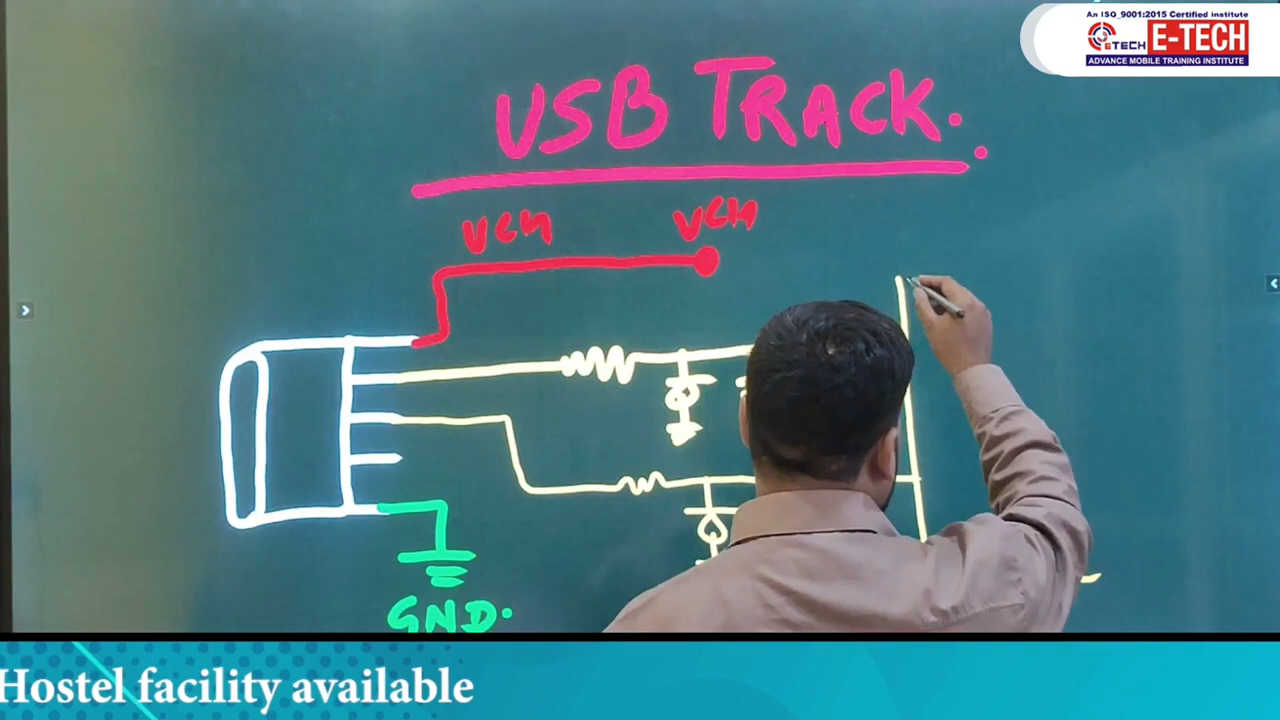 An ISO 9001:2015 Certified institute
ETECH E-TECH
ADVANCE MOBILE TRAINING INSTITUTE
USB TRACK.
VCH VCH
GND.
Hostel facility available